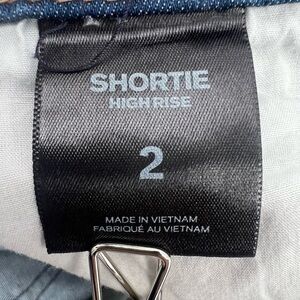 SHORTIE
HIGH RISE
2
MADE IN VIETNAM
FABRIQUÉ AU VIETNAM